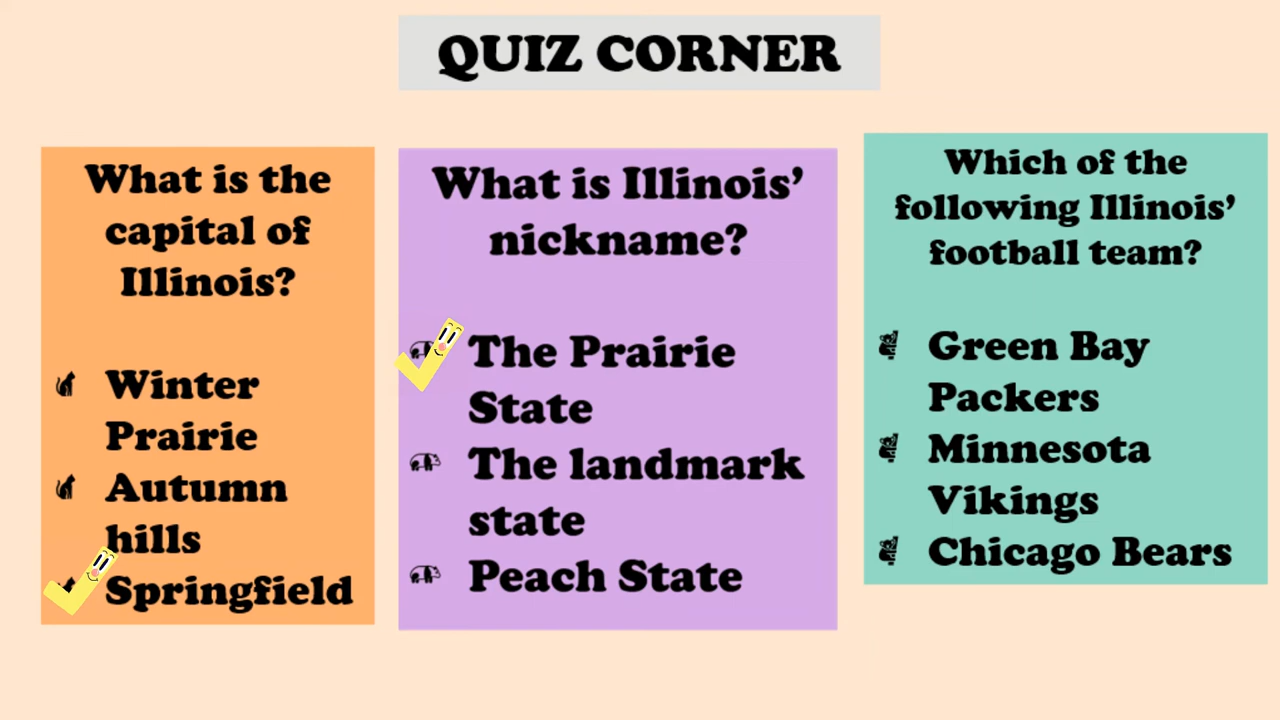 QUIZ CORNER
What is the
capital of
Illinois?
Winter
Prairie
Autumn
hills
Springfield
What is Illinois’
nickname?
The Prairie
State
The landmark
state
Peach State
Which of the
following Illinois’
football team?
Green Bay
Packers
Minnesota
Vikings
Chicago Bears